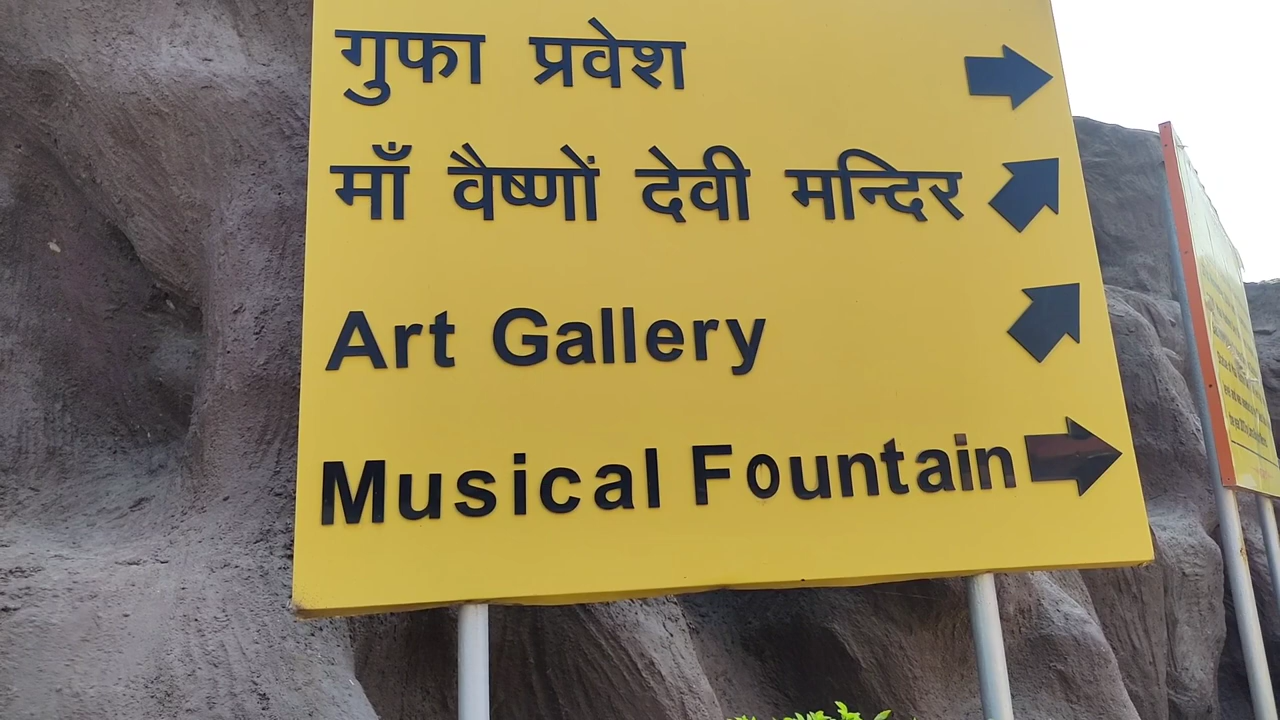 गुफा प्रवेश
माँ वैष्णों देवी मन्दिर
Art Gallery
Musical Fountain